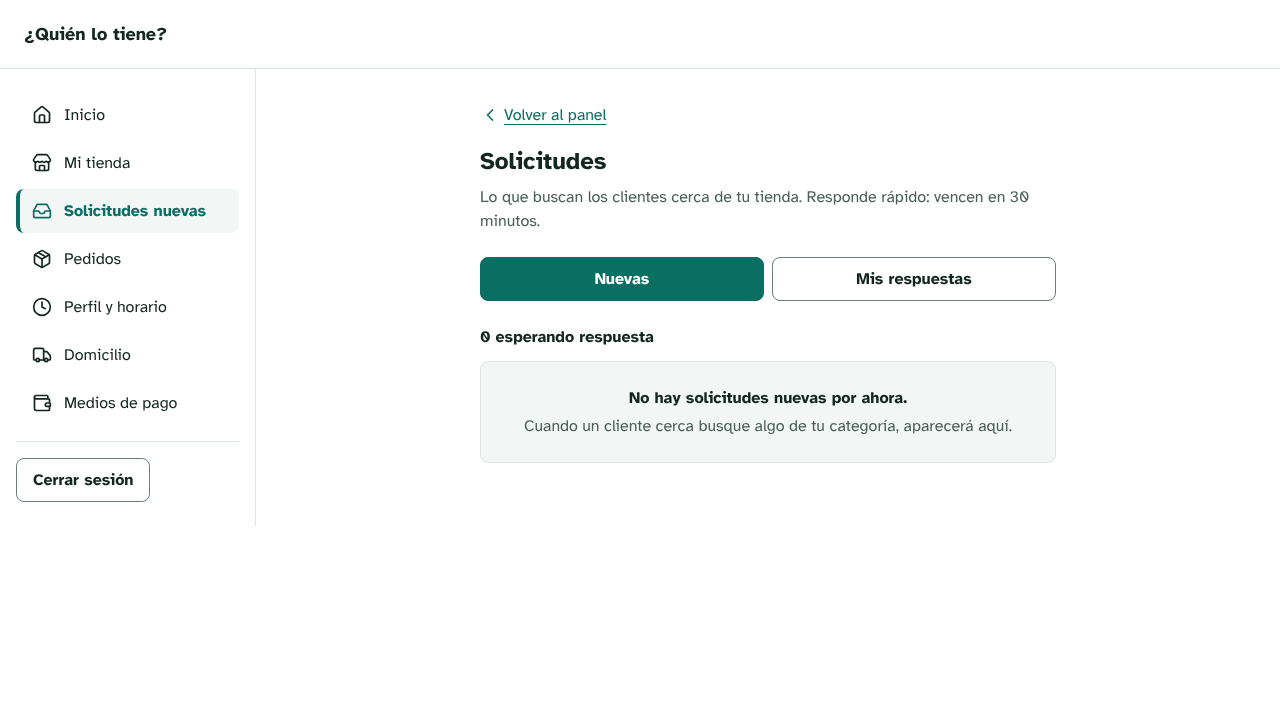 ¿Quién lo tiene?
Inicio
Mi tienda
Solicitudes nuevas
Pedidos
Perfil y horario
Domicilio
Medios de pago
Cerrar sesión
Volver al panel
Solicitudes
Lo que buscan los clientes cerca de tu tienda. Responde rápido: vencen en 30
minutos.
Nuevas
Mis respuestas
0 esperando respuesta
No hay solicitudes nuevas por ahora.
Cuando un cliente cerca busque algo de tu categoría, aparecerá aquí.